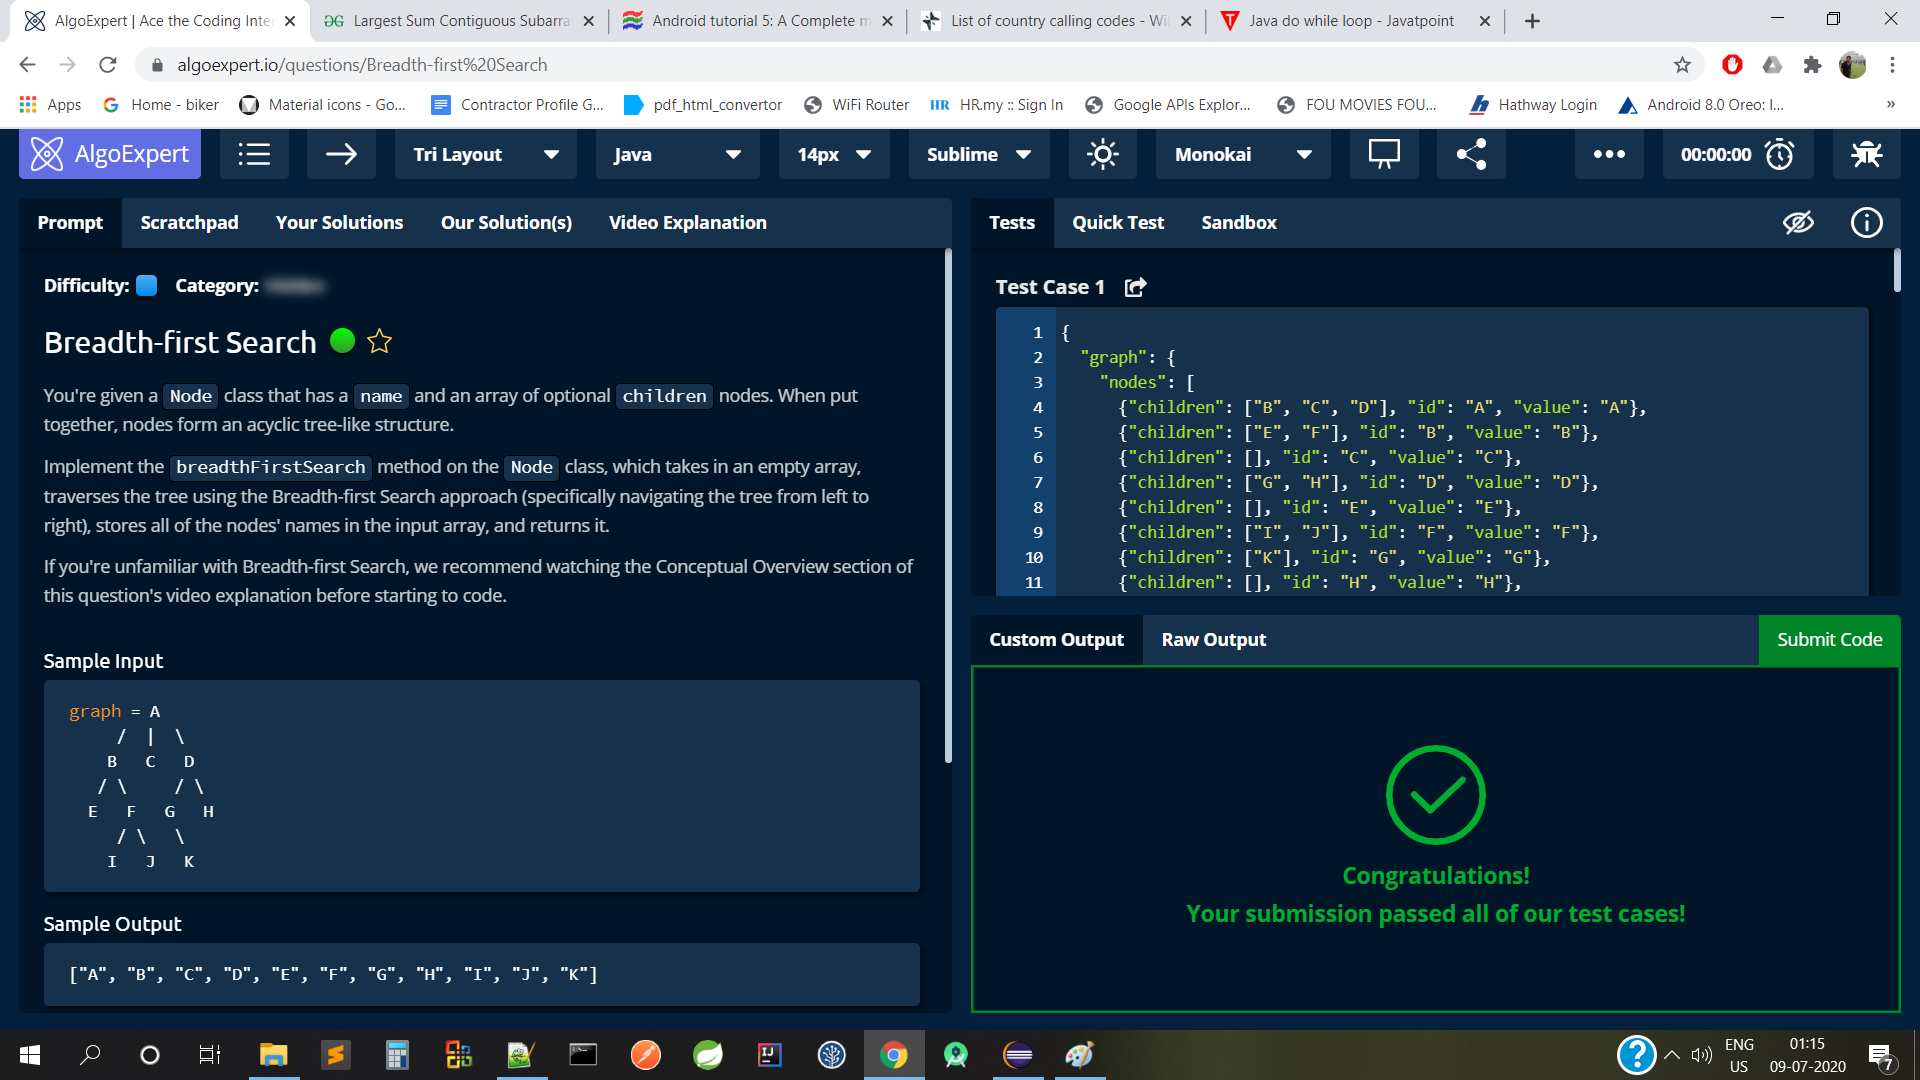 AlgoExpert | Ace the Coding Inte
Largest Sum Contiguous Subarra
Android tutorial 5: A Complete m
List of country calling codes - Wi
Java do while loop - Javatpoint
algoexpert.io/questions/Breadth-first%20Search
Apps
Home - biker
Material icons - Go...
Contractor Profile G...
pdf_html_convertor
WiFi Router
HR.my :: Sign In
Google APIs Explor...
FOU MOVIES FOU...
Hathway Login
Android 8.0 Oreo: I...
»
AlgoExpert
Tri Layout
Java
14px
Sublime
Monokai
00:00:00
Prompt
Scratchpad
Your Solutions
Our Solution(s)
Video Explanation
Difficulty:
Category:
Breadth-first Search
You're given a Node class that has a name and an array of optional children nodes. When put
together, nodes form an acyclic tree-like structure.
Implement the breadthFirstSearch method on the Node class, which takes in an empty array,
traverses the tree using the Breadth-first Search approach (specifically navigating the tree from left to
right), stores all of the nodes' names in the input array, and returns it.
If you're unfamiliar with Breadth-first Search, we recommend watching the Conceptual Overview section of
this question's video explanation before starting to code.
Sample Input
graph = A
/ | \
B C D
/ \ / \
E F G H
/ \ \
I J K
Sample Output
["A", "B", "C", "D", "E", "F", "G", "H", "I", "J", "K"]
Tests
Quick Test
Sandbox
Test Case 1
1 {
2 "graph": {
3 "nodes": [
4 {"children": ["B", "C", "D"], "id": "A", "value": "A"},
5 {"children": ["E", "F"], "id": "B", "value": "B"},
6 {"children": [], "id": "C", "value": "C"},
7 {"children": ["G", "H"], "id": "D", "value": "D"},
8 {"children": [], "id": "E", "value": "E"},
9 {"children": ["I", "J"], "id": "F", "value": "F"},
10 {"children": ["K"], "id": "G", "value": "G"},
11 {"children": [], "id": "H", "value": "H"},
Custom Output
Raw Output
Submit Code
Congratulations!
Your submission passed all of our test cases!
ENG
US
01:15
09-07-2020
7